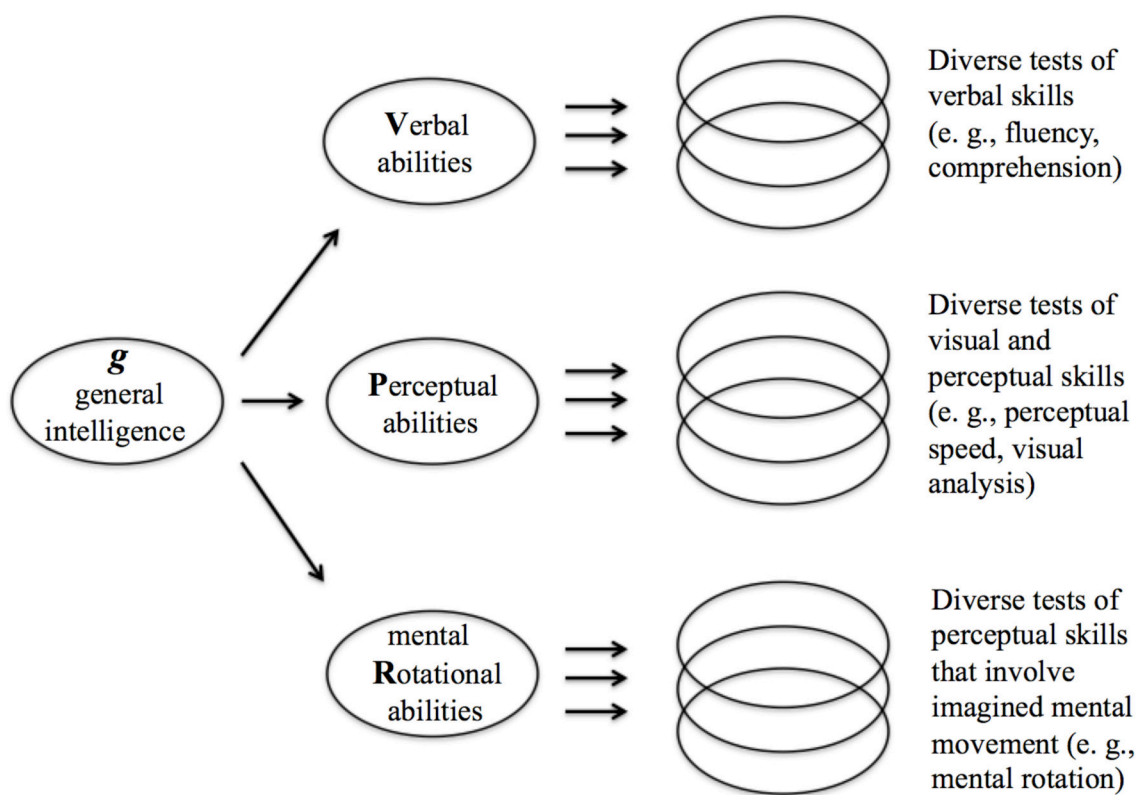 Verbal
abilities
Diverse tests of
verbal skills
(e. g., fluency,
comprehension)
g
general
intelligence
Perceptual
abilities
Diverse tests of
visual and
perceptual skills
(e. g., perceptual
speed, visual
analysis)
mental
Rotational
abilities
Diverse tests of
perceptual skills
that involve
imagined mental
movement (e. g.,
mental rotation)